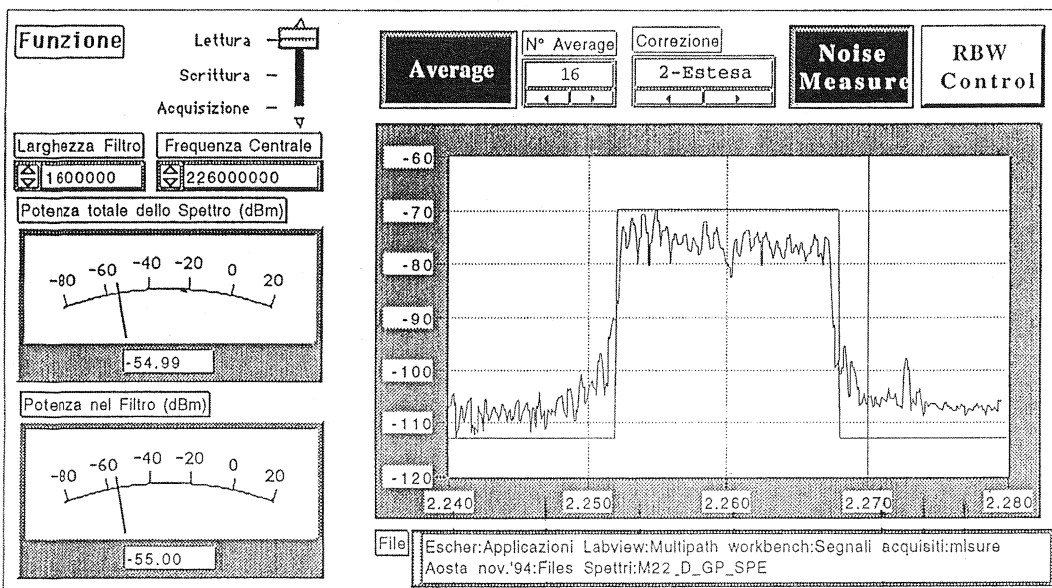 Funzione
Lettura
Scrittura
Acquisizione
Average
N° Average
16
Correzione
2-Estesa
Noise
Measure
RBW
Control
Larghezza Filtro
1600000
Frequenza Centrale
226000000
Potenza totale dello Spettro (dBm)
-80 -60 -40 -20 0 20
-54.99
Potenza nel Filtro (dBm)
-80 -60 -40 -20 0 20
-55.00
-60
-70
-80
-90
-100
-110
-120
2.240 2.250 2.260 2.270 2.280
File
Escher:Applicazioni Labview:Multipath workbench:Segnali acquisiti:misure
Aosta nov.'94:Files Spettri:M22_D_GP_SPE